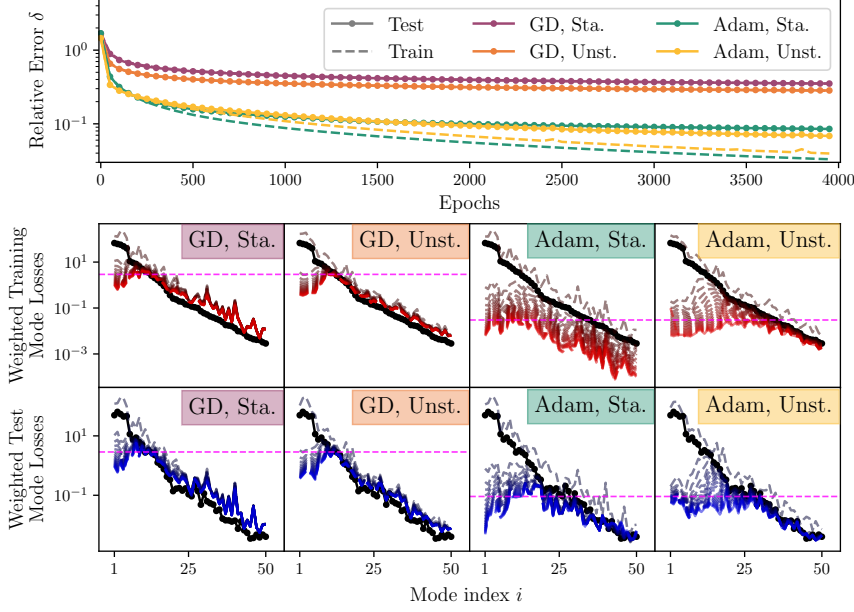 Relative Error δ
10⁰
10⁻¹
Test
Train
GD, Sta.
GD, Unst.
Adam, Sta.
Adam, Unst.
0 500 1000 1500 2000 2500 3000 3500 4000
Epochs
Weighted Training
Mode Losses
10¹
10⁻¹
10⁻³
GD, Sta.
GD, Unst.
Adam, Sta.
Adam, Unst.
Weighted Test
Mode Losses
10¹
10⁻¹
GD, Sta.
GD, Unst.
Adam, Sta.
Adam, Unst.
1 25 50 1 25 50 1 25 50 1 25 50
Mode index i